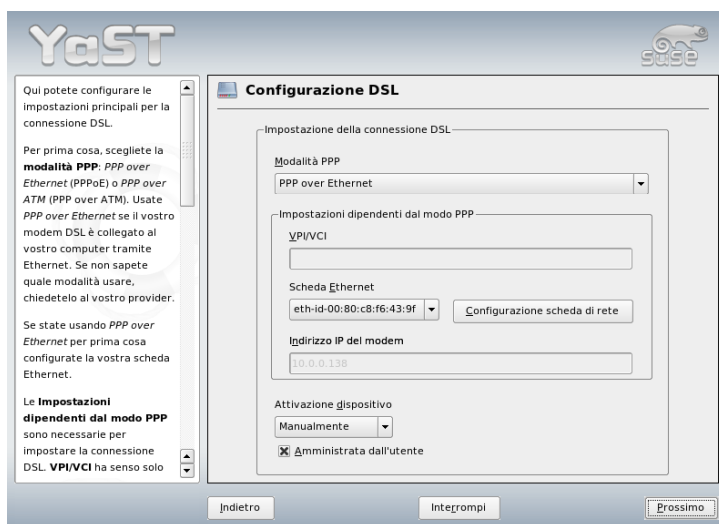 YaST
suse
Qui potete configurare le
impostazioni principali per la
connessione DSL.
Per prima cosa, scegliete la
modalità PPP: PPP over
Ethernet (PPPoE) o PPP over
ATM (PPP over ATM). Usate
PPP over Ethernet se il vostro
modem DSL è collegato al
vostro computer tramite
Ethernet. Se non sapete
quale modalità usare,
chiedetelo al vostro provider.
Se state usando PPP over
Ethernet per prima cosa
configurate la vostra scheda
Ethernet.
Le Impostazioni
dipendenti dal modo PPP
sono necessarie per
impostare la connessione
DSL. VPI/VCI ha senso solo
Configurazione DSL
Impostazione della connessione DSL
Modalità PPP
PPP over Ethernet
Impostazioni dipendenti dal modo PPP
VPI/VCI
Scheda Ethernet
eth-id-00:80:c8:f6:43:9f
Configurazione scheda di rete
Indirizzo IP del modem
10.0.0.138
Attivazione dispositivo
Manualmente
Amministrata dall'utente
Indietro
Interrompi
Prossimo